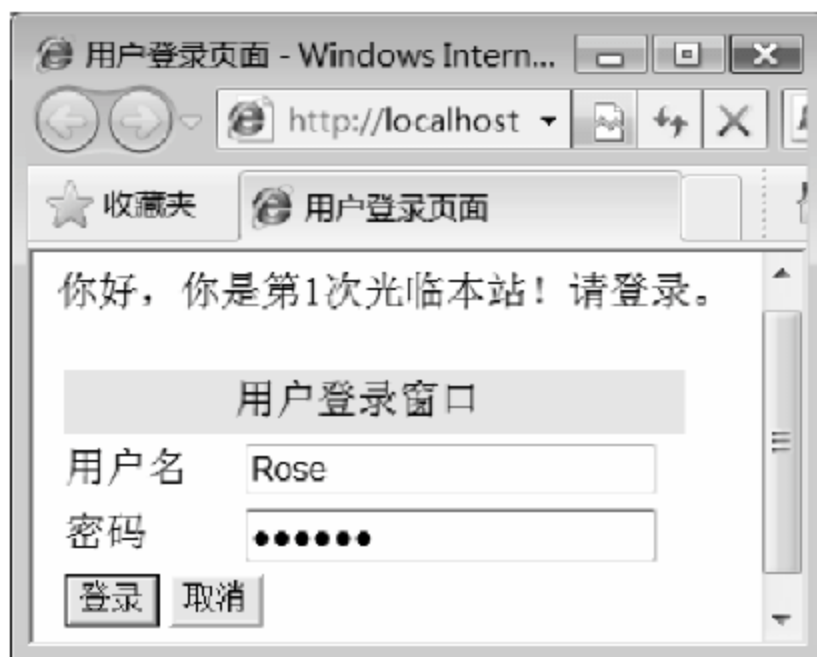 用户登录页面 - Windows Intern...
http://localhost
收藏夹
用户登录页面
你好，你是第1次光临本站！请登录。
用户登录窗口
用户名 Rose
密码 ••••••
登录 取消